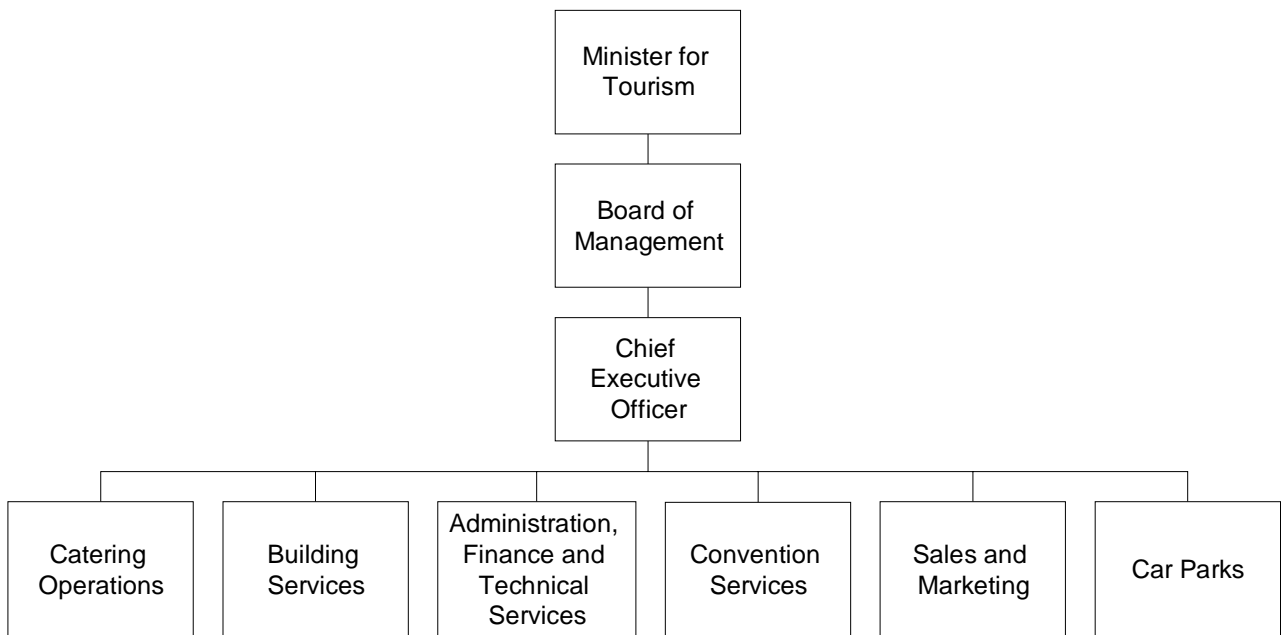 Minister for
Tourism
Board of
Management
Chief
Executive
Officer
Catering
Operations
Building
Services
Administration,
Finance and
Technical
Services
Convention
Services
Sales and
Marketing
Car Parks